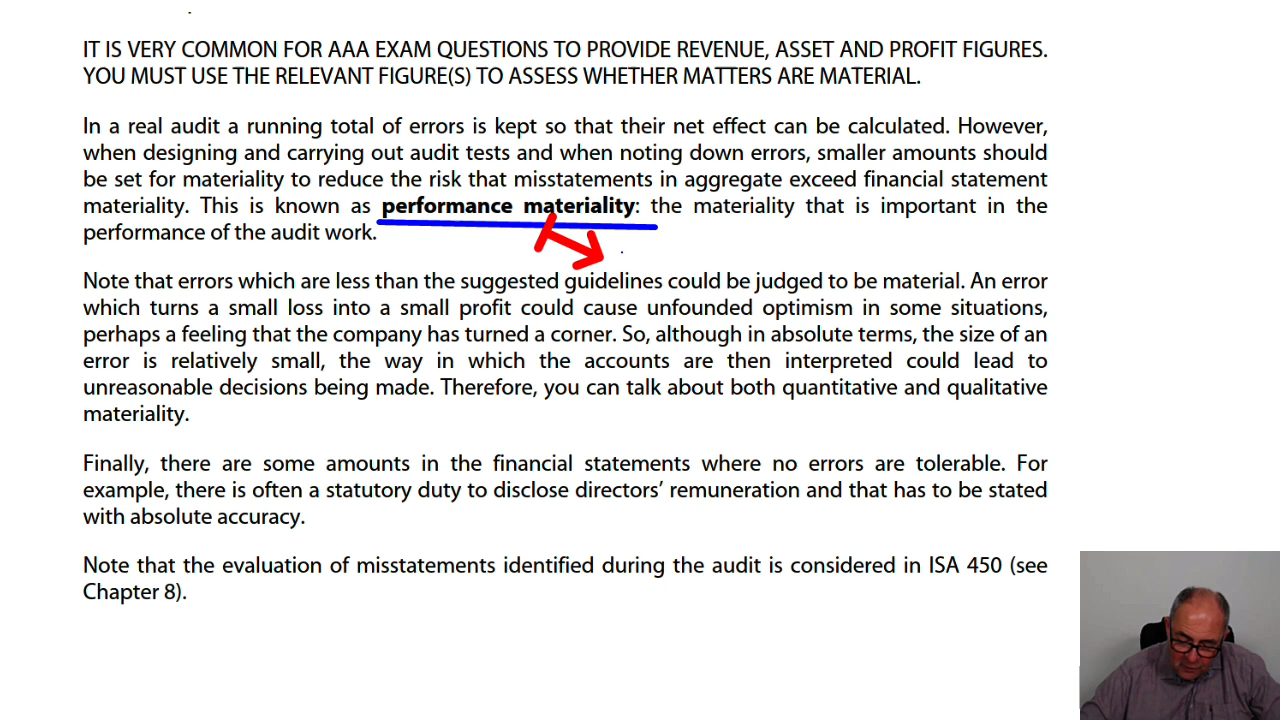 IT IS VERY COMMON FOR AAA EXAM QUESTIONS TO PROVIDE REVENUE, ASSET AND PROFIT FIGURES.
YOU MUST USE THE RELEVANT FIGURE(S) TO ASSESS WHETHER MATTERS ARE MATERIAL.
In a real audit a running total of errors is kept so that their net effect can be calculated. However,
when designing and carrying out audit tests and when noting down errors, smaller amounts should
be set for materiality to reduce the risk that misstatements in aggregate exceed financial statement
materiality. This is known as performance materiality: the materiality that is important in the
performance of the audit work.
Note that errors which are less than the suggested guidelines could be judged to be material. An error
which turns a small loss into a small profit could cause unfounded optimism in some situations,
perhaps a feeling that the company has turned a corner. So, although in absolute terms, the size of an
error is relatively small, the way in which the accounts are then interpreted could lead to
unreasonable decisions being made. Therefore, you can talk about both quantitative and qualitative
materiality.
Finally, there are some amounts in the financial statements where no errors are tolerable. For
example, there is often a statutory duty to disclose directors’ remuneration and that has to be stated
with absolute accuracy.
Note that the evaluation of misstatements identified during the audit is considered in ISA 450 (see
Chapter 8).